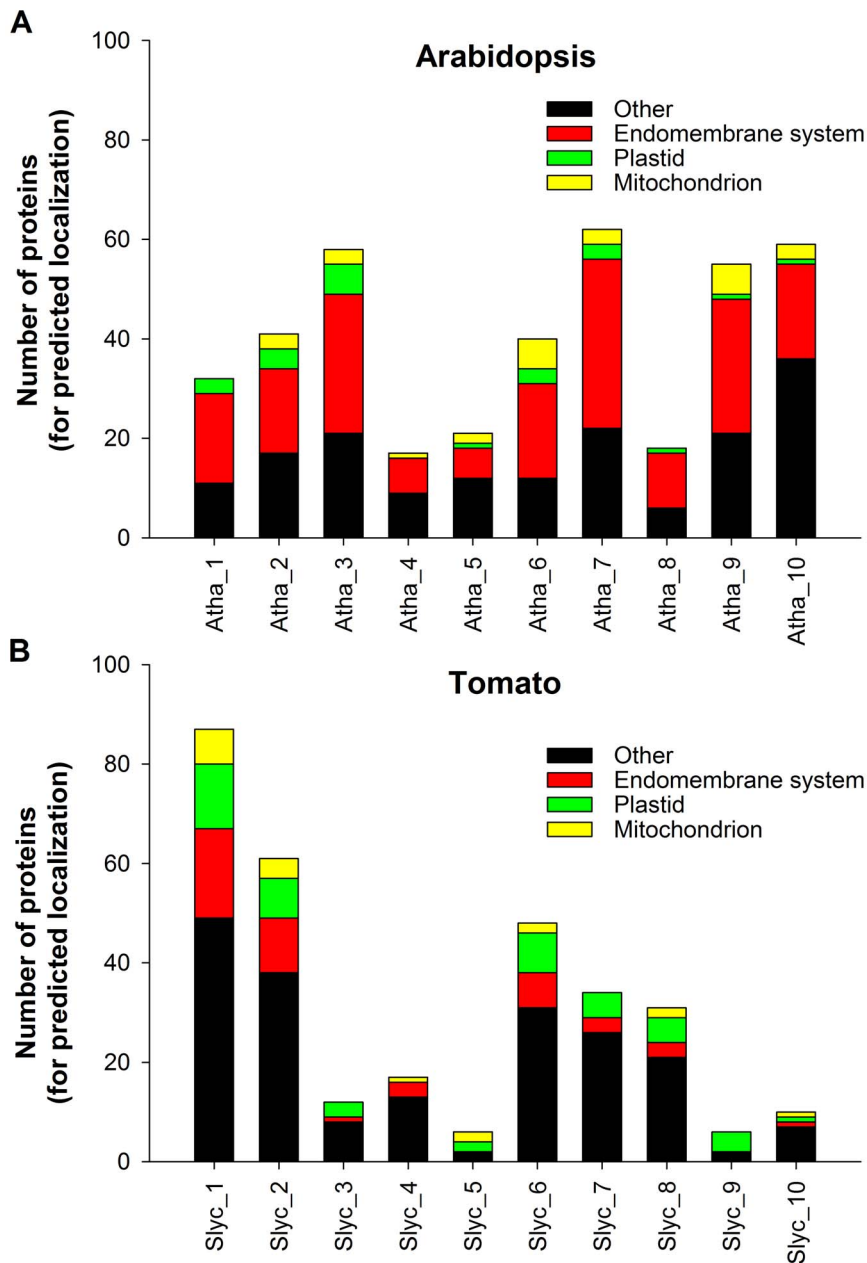 A
Arabidopsis
Number of proteins
(for predicted localization)
100
80
60
40
20
0
Other
Endomembrane system
Plastid
Mitochondrion
Atha_1
Atha_2
Atha_3
Atha_4
Atha_5
Atha_6
Atha_7
Atha_8
Atha_9
Atha_10
B
Tomato
Number of proteins
(for predicted localization)
100
80
60
40
20
0
Other
Endomembrane system
Plastid
Mitochondrion
Slyc_1
Slyc_2
Slyc_3
Slyc_4
Slyc_5
Slyc_6
Slyc_7
Slyc_8
Slyc_9
Slyc_10